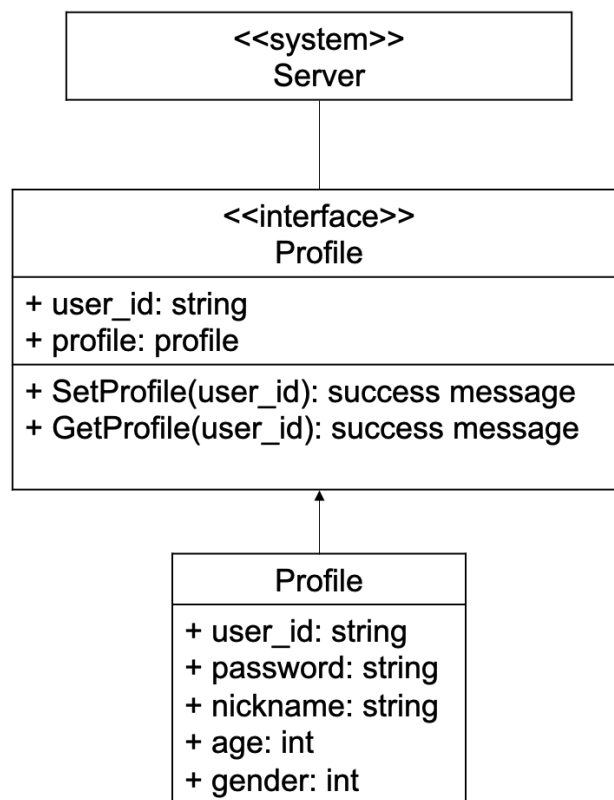 <<system>>
Server
<<interface>>
Profile
+ user_id: string
+ profile: profile
+ SetProfile(user_id): success message
+ GetProfile(user_id): success message
Profile
+ user_id: string
+ password: string
+ nickname: string
+ age: int
+ gender: int